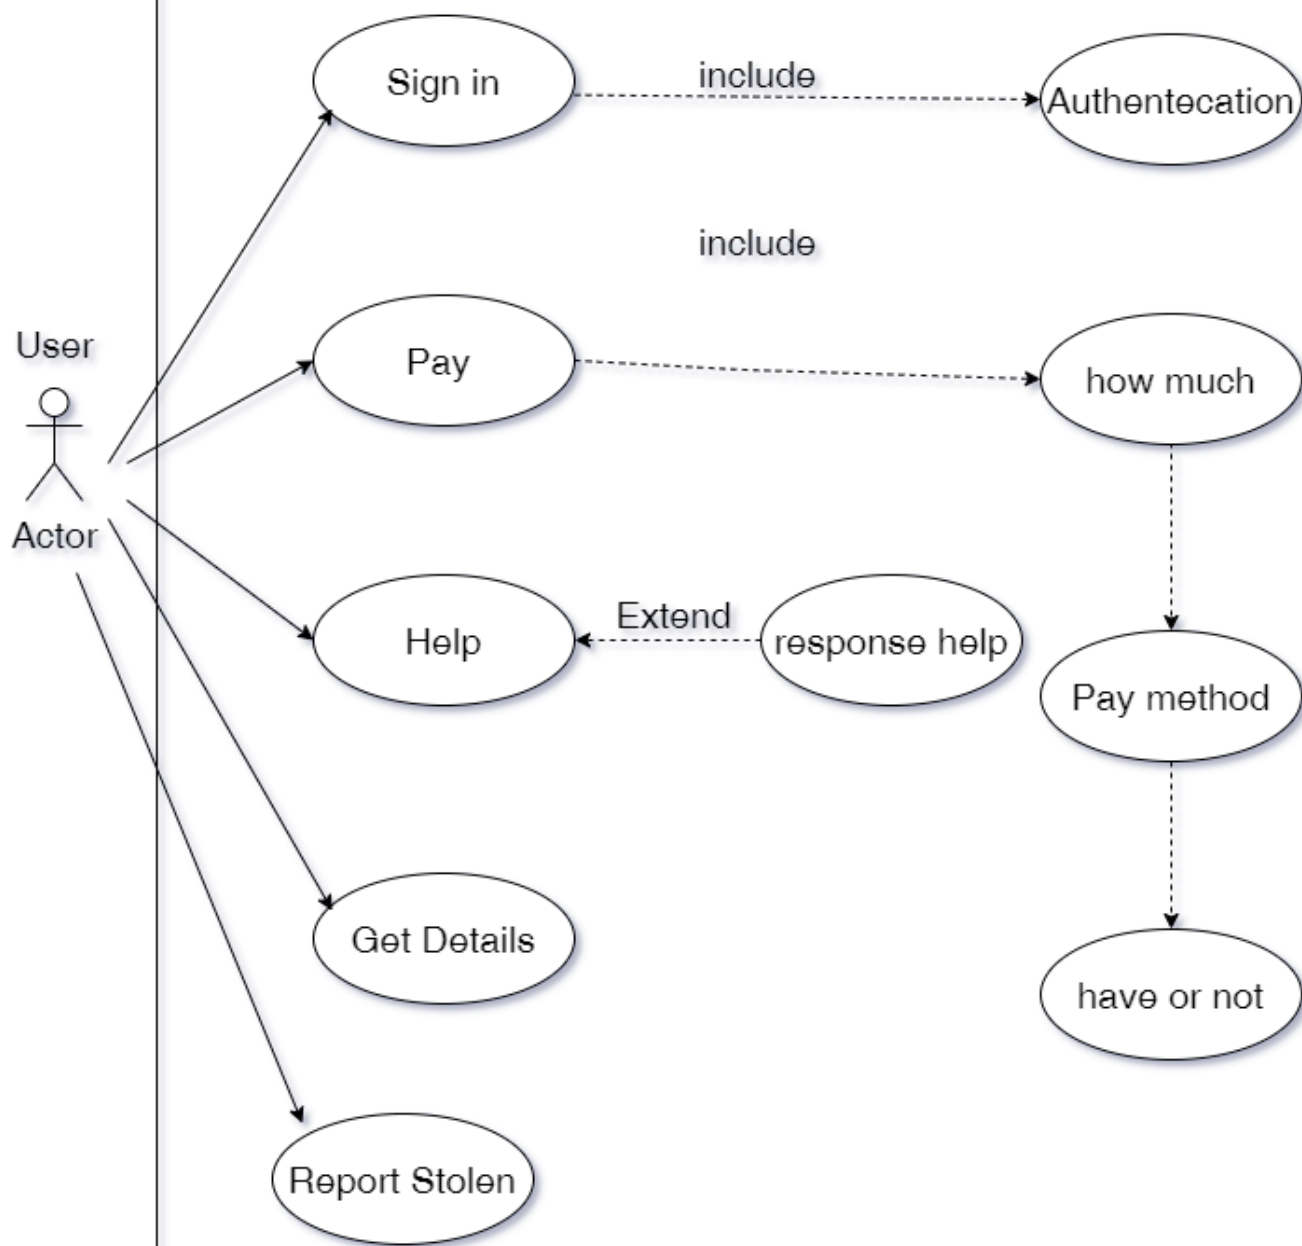 Sign in
include
Authentecation
include
User
Pay
how much
Actor
Help
Extend
response help
Pay method
Get Details
have or not
Report Stolen